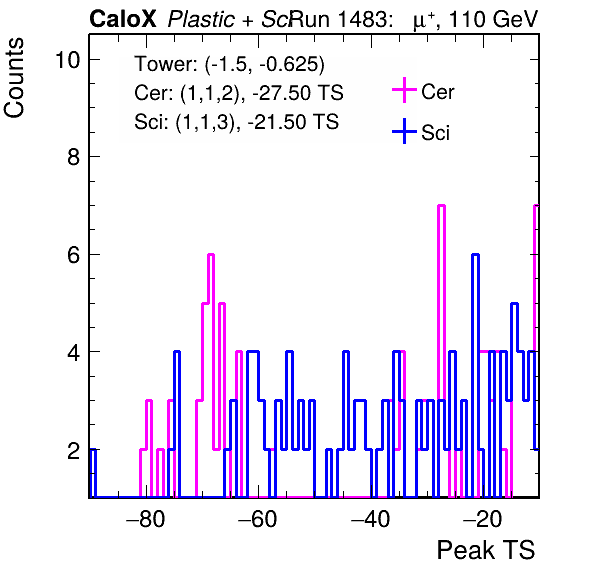 CaloX Plastic + Sci Run 1483: μ⁺, 110 GeV
Counts
Tower: (-1.5, -0.625)
Cer: (1,1,2), -27.50 TS
Sci: (1,1,3), -21.50 TS
Cer
Sci
10
8
6
4
2
−80 −60 −40 −20
Peak TS